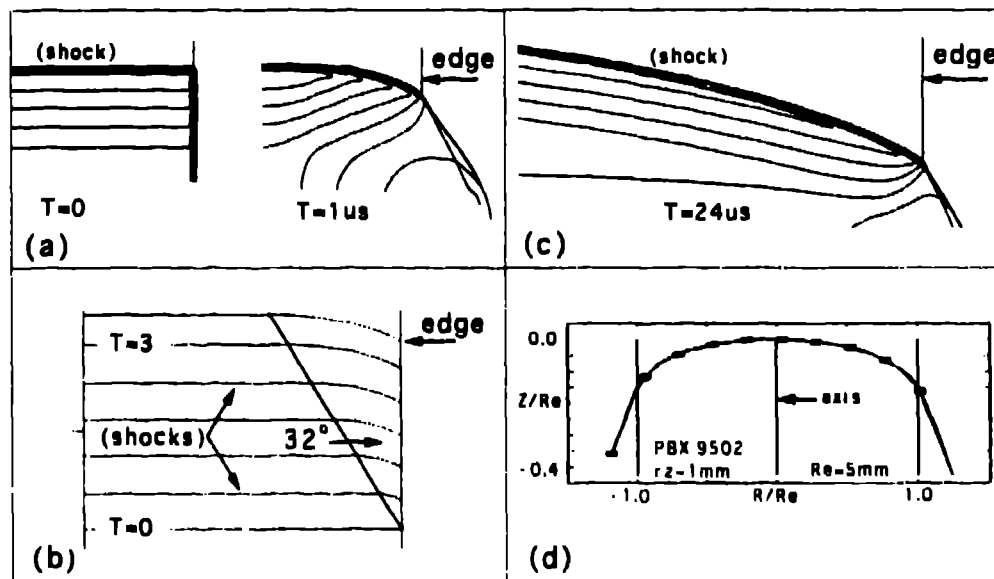 (shock)
edge
T=0
T=1us
(a)
(shock)
edge
T=24us
(c)
edge
T=3
(shocks)
32°
T=0
(b)
0.0
Z/Re
axis
PBX 9502
rz-1mm
Re=5mm
-0.4
-1.0
R/Re
1.0
(d)